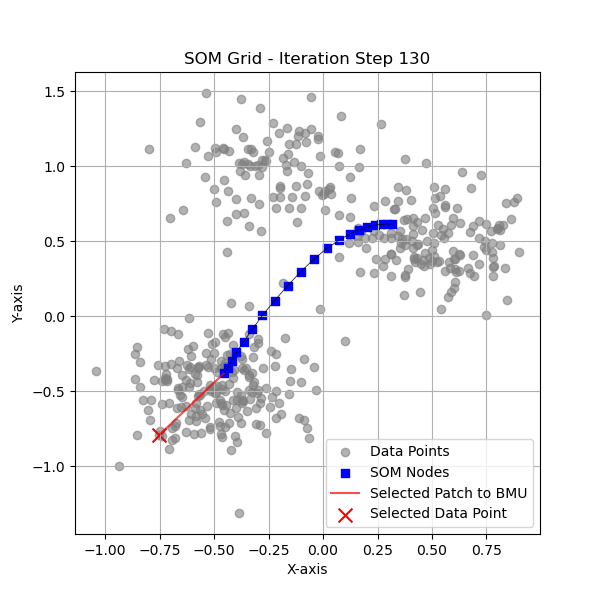 SOM Grid - Iteration Step 130
1.5
1.0
0.5
0.0
−0.5
−1.0
Y-axis
Data Points
SOM Nodes
Selected Patch to BMU
Selected Data Point
−1.00 −0.75 −0.50 −0.25 0.00 0.25 0.50 0.75
X-axis